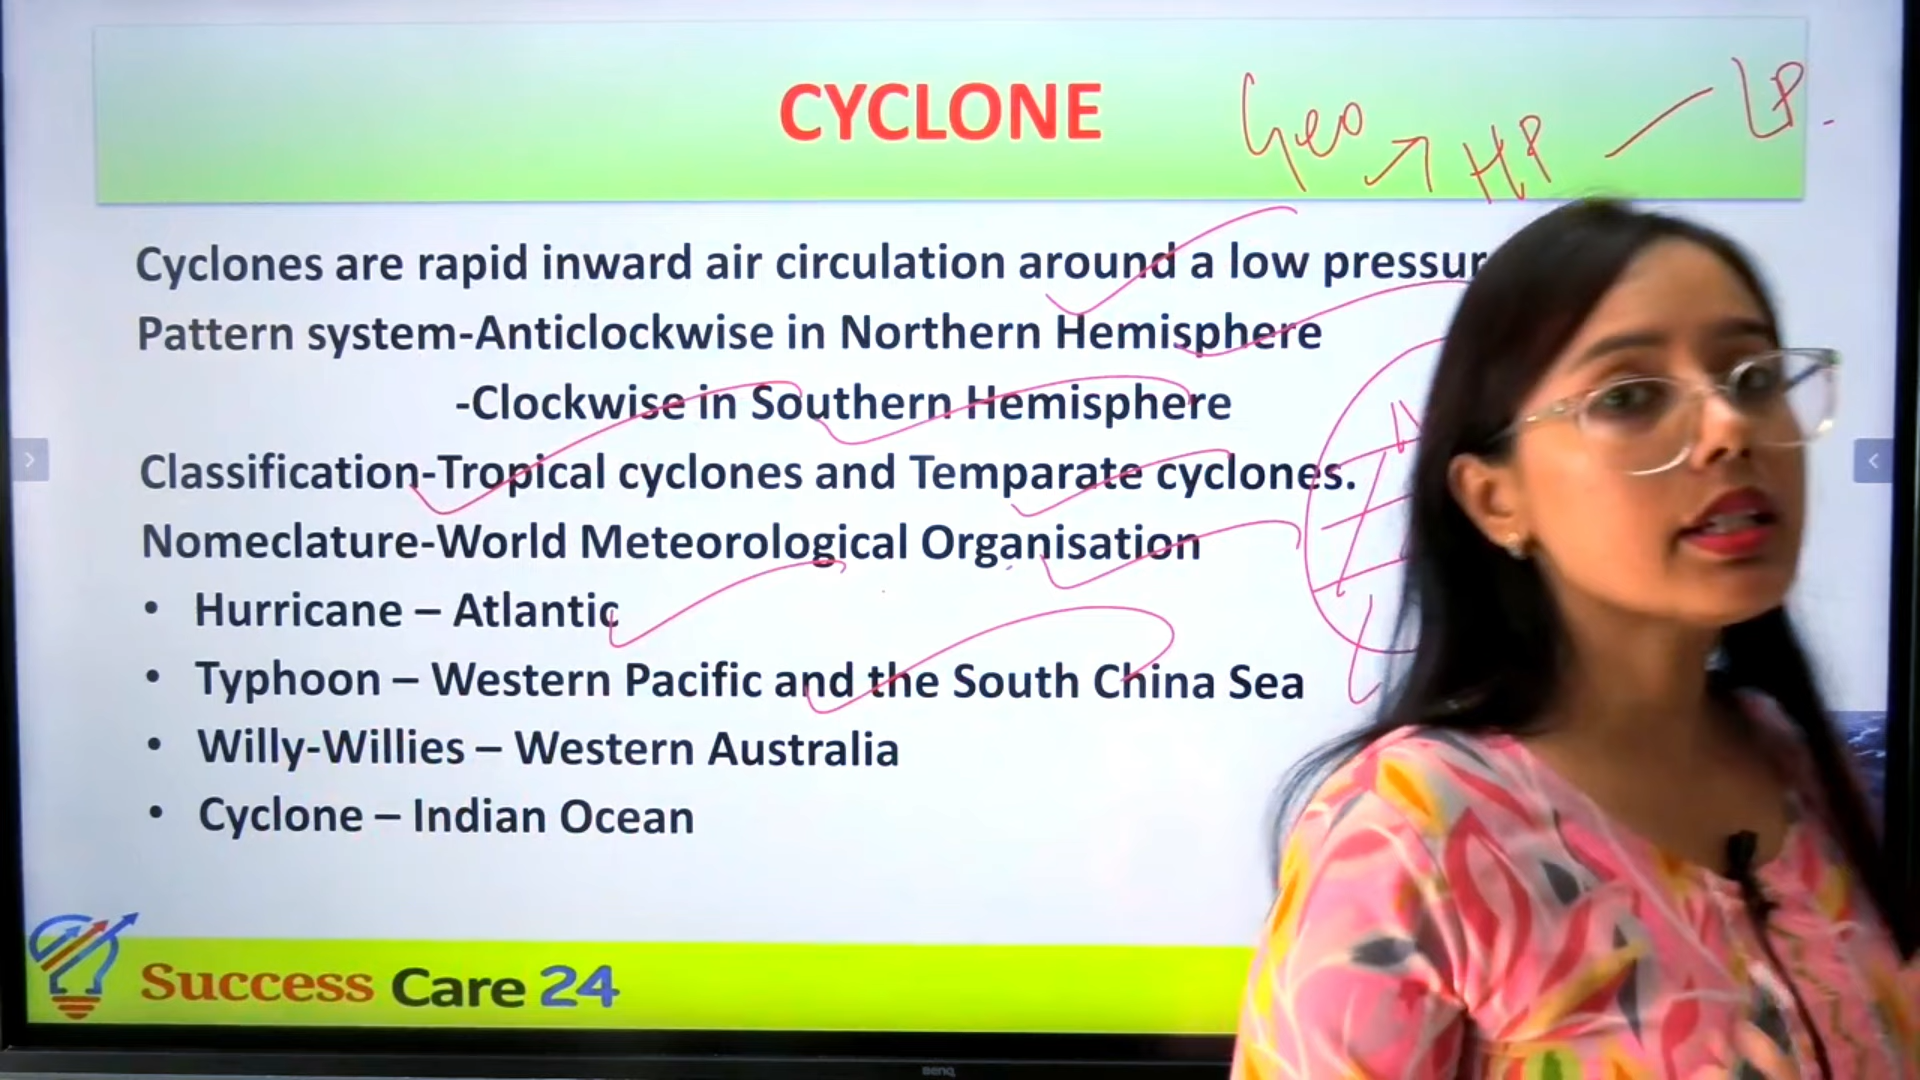 CYCLONE
Geo → HP — LP.
Cyclones are rapid inward air circulation around a low pressur
Pattern system-Anticlockwise in Northern Hemisphere
-Clockwise in Southern Hemisphere
Classification-Tropical cyclones and Temparate cyclones.
Nomeclature-World Meteorological Organisation
• Hurricane – Atlantic
• Typhoon – Western Pacific and the South China Sea
• Willy-Willies – Western Australia
• Cyclone – Indian Ocean
Success Care 24
BenQ